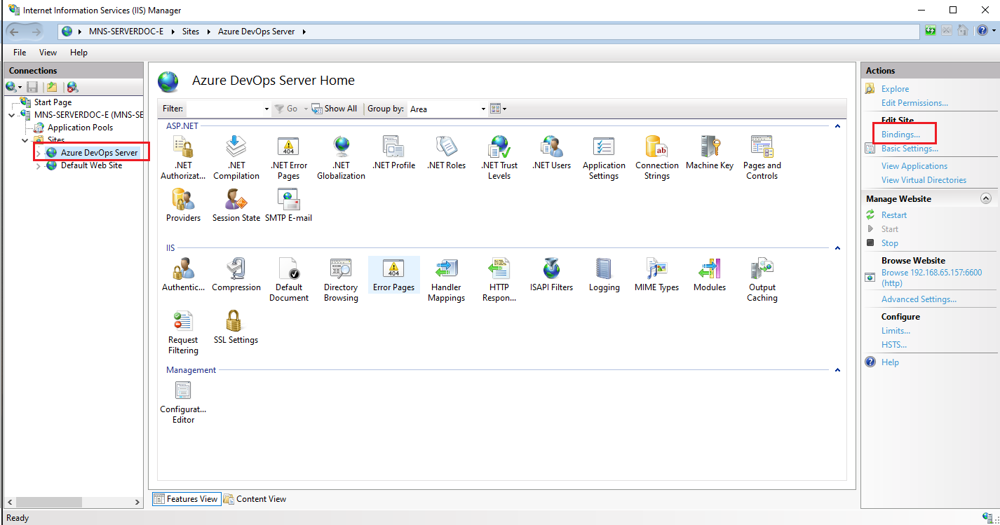 Internet Information Services (IIS) Manager
MNS-SERVERDOC-E
Sites
Azure DevOps Server
File View Help
Connections
Start Page
MNS-SERVERDOC-E (MNS-SE
Application Pools
Sites
Azure DevOps Server
Default Web Site
Azure DevOps Server Home
Filter: Go Show All Group by: Area
ASP.NET
.NET Authorizat...
.NET Compilation
.NET Error Pages
.NET Globalization
.NET Profile
.NET Roles
.NET Trust Levels
.NET Users
Application Settings
Connection Strings
Machine Key
Pages and Controls
Providers
Session State
SMTP E-mail
IIS
Authentic...
Compression
Default Document
Directory Browsing
Error Pages
Handler Mappings
HTTP Respon...
ISAPI Filters
Logging
MIME Types
Modules
Output Caching
Request Filtering
SSL Settings
Management
Configurat... Editor
Features View
Content View
Actions
Explore
Edit Permissions...
Edit Site
Bindings...
Basic Settings...
View Applications
View Virtual Directories
Manage Website
Restart
Start
Stop
Browse Website
Browse 192.168.65.157:6600
(http)
Advanced Settings...
Configure
Limits...
HSTS...
Help
Ready